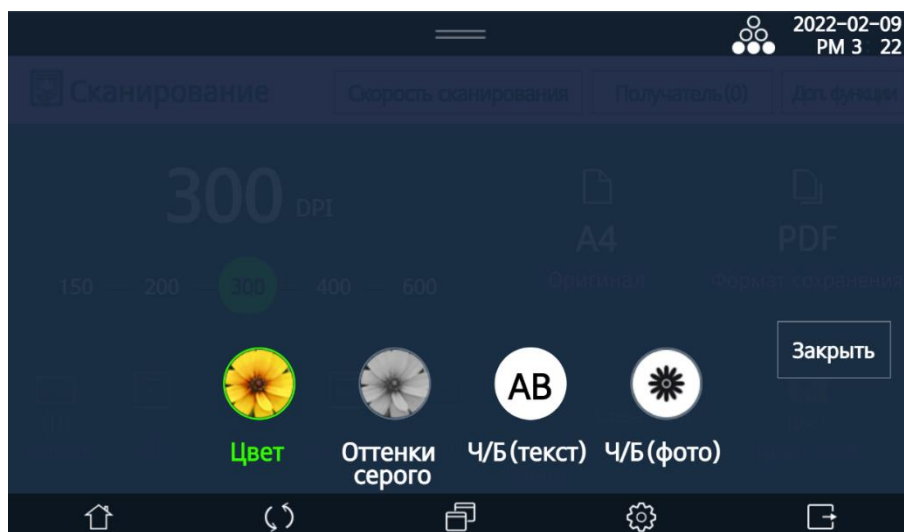 2022-02-09
PM 3 22
Сканирование
Скорость сканирования
Получатель(0)
Доп. функции
300 DPI
A4
PDF
Оригинал
Формат сохранения
150 200 300 400 600
Закрыть
AB
Цвет
Оттенки серого
Ч/Б(текст)
Ч/Б(фото)